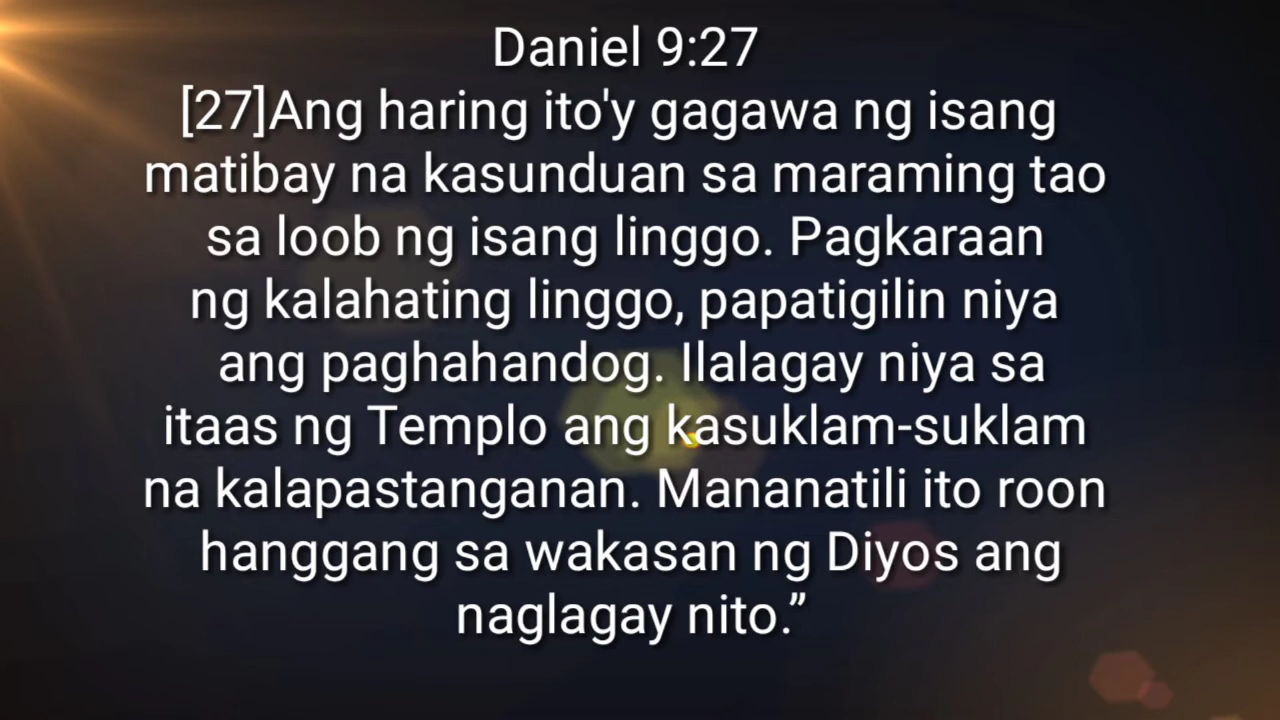 Daniel 9:27
[27]Ang haring ito'y gagawa ng isang
matibay na kasunduan sa maraming tao
sa loob ng isang linggo. Pagkaraan
ng kalahating linggo, papatigilin niya
ang paghahandog. Ilalagay niya sa
itaas ng Templo ang kasuklam-suklam
na kalapastanganan. Mananatili ito roon
hanggang sa wakasan ng Diyos ang
naglagay nito.”